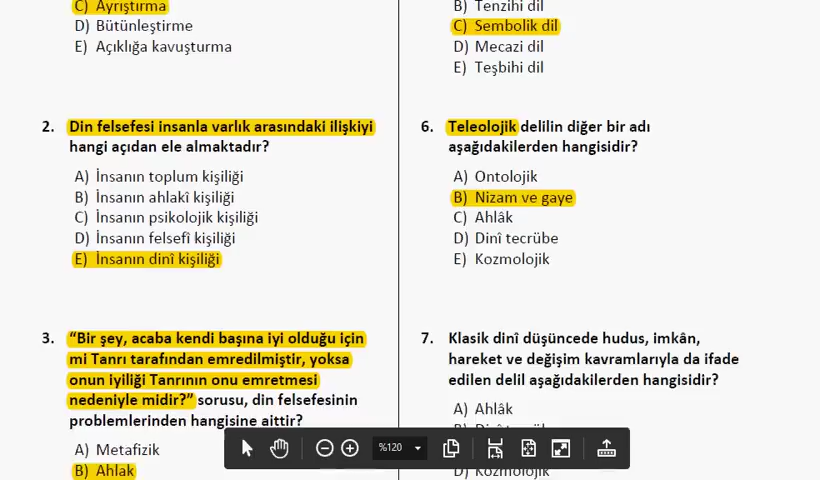 C) Ayrıştırma
D) Bütünleştirme
E) Açıklığa kavuşturma
2. Din felsefesi insanla varlık arasındaki ilişkiyi
hangi açıdan ele almaktadır?
A) İnsanın toplum kişiliği
B) İnsanın ahlakî kişiliği
C) İnsanın psikolojik kişiliği
D) İnsanın felsefî kişiliği
E) İnsanın dinî kişiliği
3. “Bir şey, acaba kendi başına iyi olduğu için
mi Tanrı tarafından emredilmiştir, yoksa
onun iyiliği Tanrının onu emretmesi
nedeniyle midir?” sorusu, din felsefesinin
problemlerinden hangisine aittir?
A) Metafizik
B) Ahlak
B) Tenzihi dil
C) Sembolik dil
D) Mecazi dil
E) Teşbihi dil
6. Teleolojik delilin diğer bir adı
aşağıdakilerden hangisidir?
A) Ontolojik
B) Nizam ve gaye
C) Ahlâk
D) Dinî tecrübe
E) Kozmolojik
7. Klasik dinî düşüncede hudus, imkân,
hareket ve değişim kavramlarıyla da ifade
edilen delil aşağıdakilerden hangisidir?
A) Ahlâk
D) Kozmolojik
%120